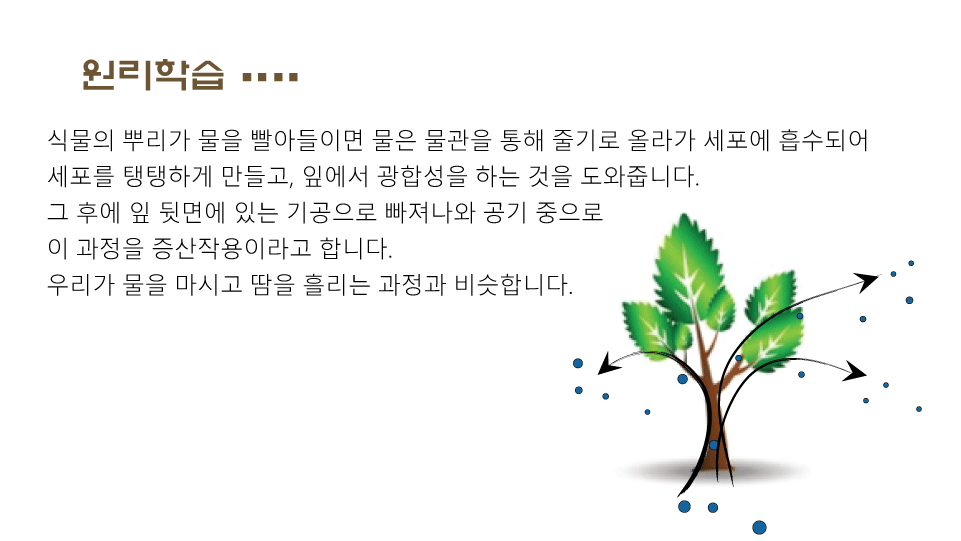 원리학습 ....
식물의 뿌리가 물을 빨아들이면 물은 물관을 통해 줄기로 올라가 세포에 흡수되어
세포를 탱탱하게 만들고, 잎에서 광합성을 하는 것을 도와줍니다.
그 후에 잎 뒷면에 있는 기공으로 빠져나와 공기 중으로
이 과정을 증산작용이라고 합니다.
우리가 물을 마시고 땀을 흘리는 과정과 비슷합니다.